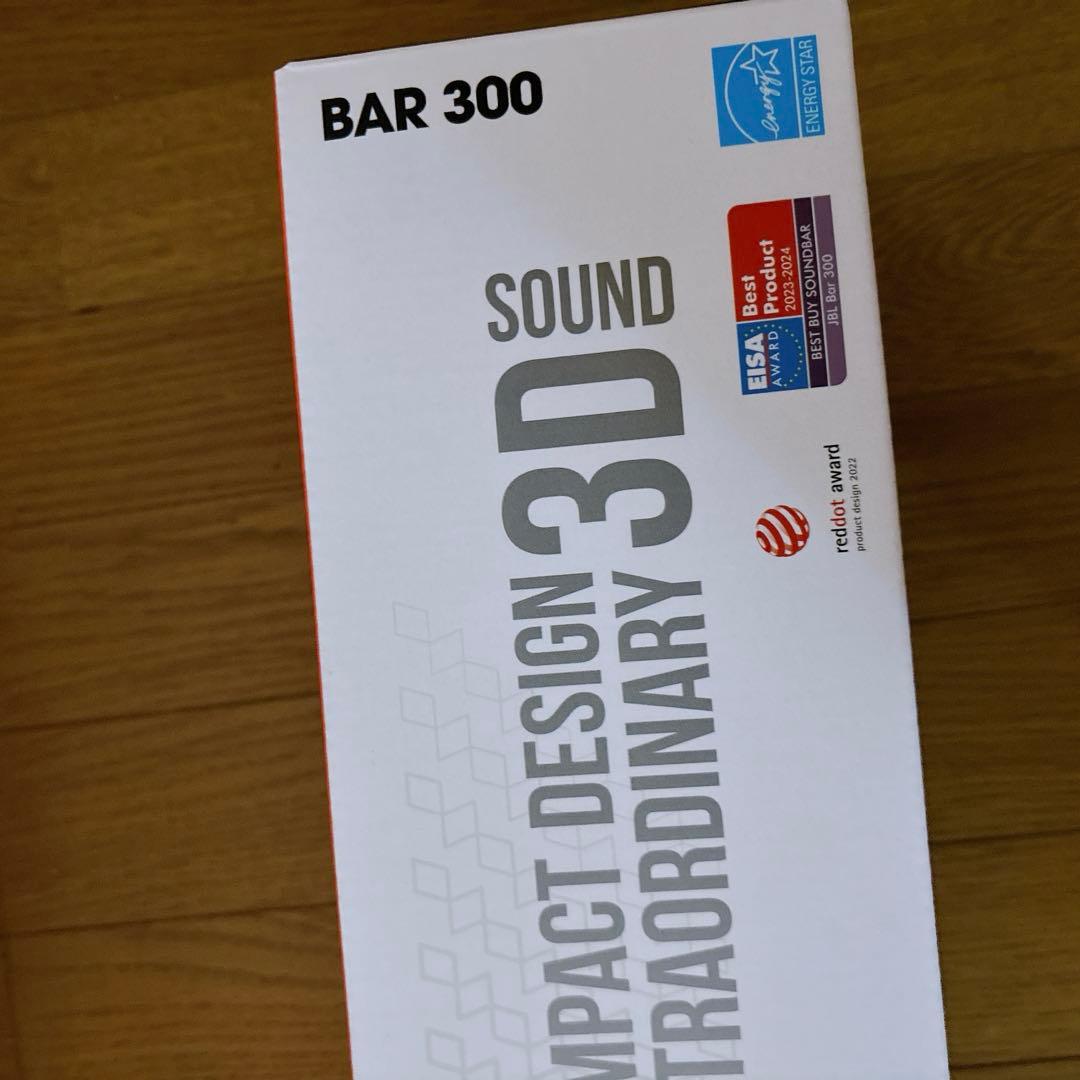 BAR 300
MPACT DESIGN 3D SOUND
TRAORDINARY 3D
energy
ENERGY STAR
EISA
AWARD
Best
Product
2023-2024
BEST BUY SOUNDBAR
JBL Bar 300
reddot award
product design 2022